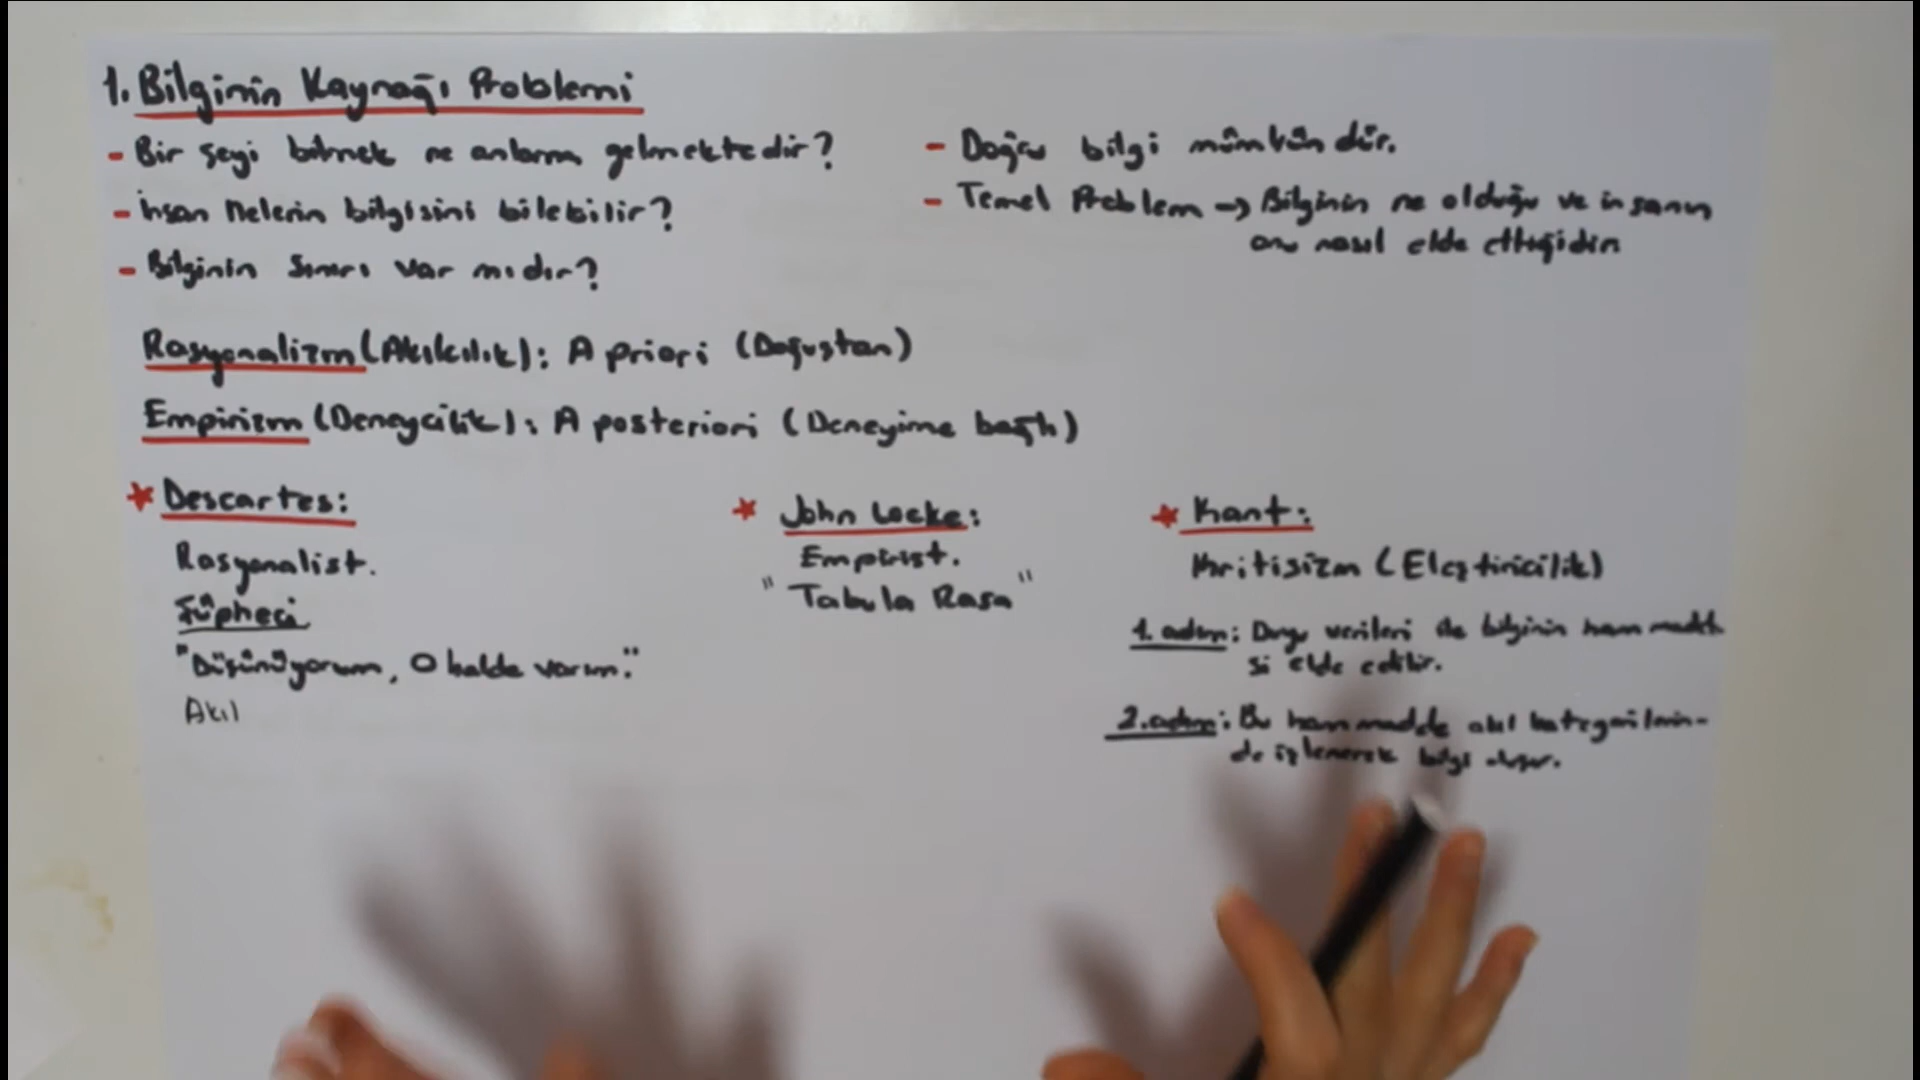 1. Bilginin Kaynağı Problemi
- Bir şeyi bilmek ne anlama gelmektedir?
- İnsan Nelerin bilgisini bilebilir?
- Bilginin Sınırı var mıdır?
- Doğru bilgi mümkündür.
- Temel Problem → Bilginin ne olduğu ve insanın
onu nasıl elde ettiğidir
Rasyonalizm (Akılcılık): A priori (Doğuştan)
Empirizm (Deneycilik): A posteriori (Deneyime bağlı)
★ Descartes:
Rasyonalist.
Şüpheci
"Düşünüyorum, O halde varım."
Akıl
★ John Locke:
Empirist.
"Tabula Rasa"
★ Kant:
Kritisizm (Eleştiricilik)
1. adım: Duyu verileri ile bilginin ham madde
si elde edilir.
2. adım: Bu ham madde akıl kategorilerin-
de işlenerek bilgi oluşur.